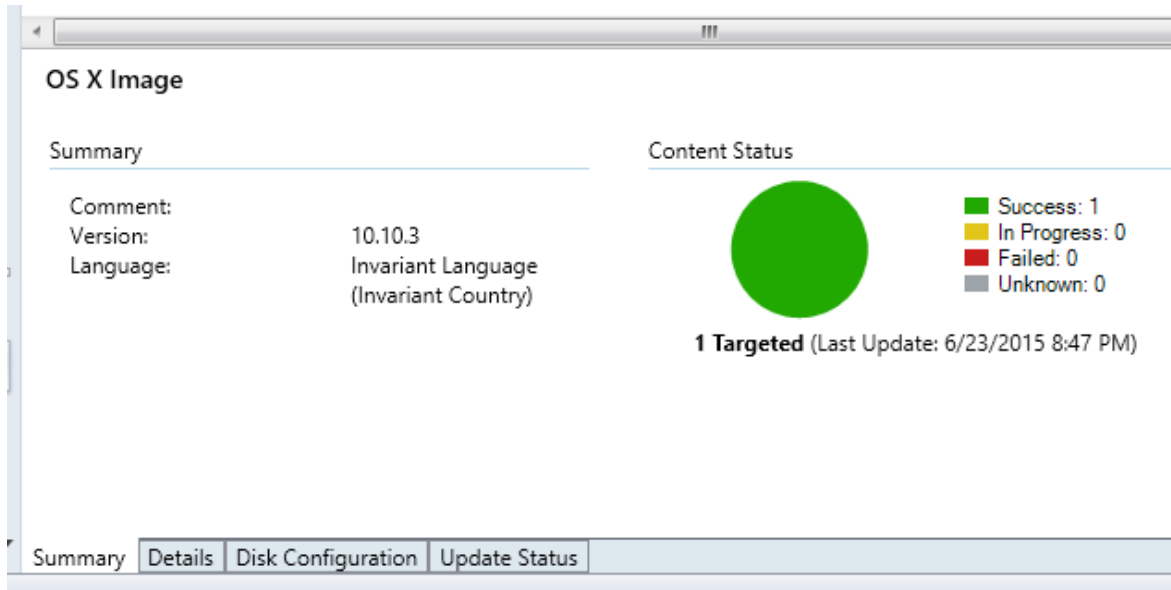 OS X Image
Summary
Content Status
Comment:
Version: 10.10.3
Language: Invariant Language
(Invariant Country)
Success: 1
In Progress: 0
Failed: 0
Unknown: 0
1 Targeted (Last Update: 6/23/2015 8:47 PM)
Summary Details Disk Configuration Update Status